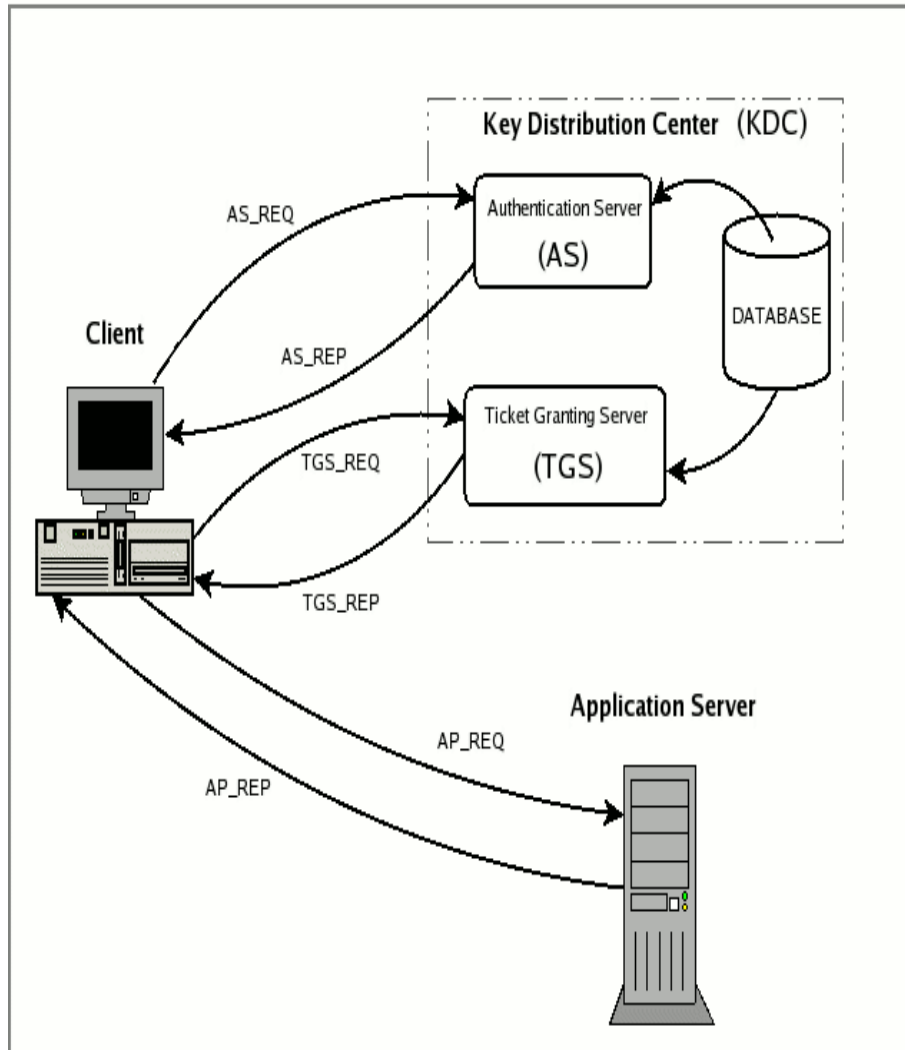 Key Distribution Center (KDC)
Authentication Server
(AS)
AS_REQ
DATABASE
Client
AS_REP
Ticket Granting Server
(TGS)
TGS_REQ
TGS_REP
Application Server
AP_REQ
AP_REP